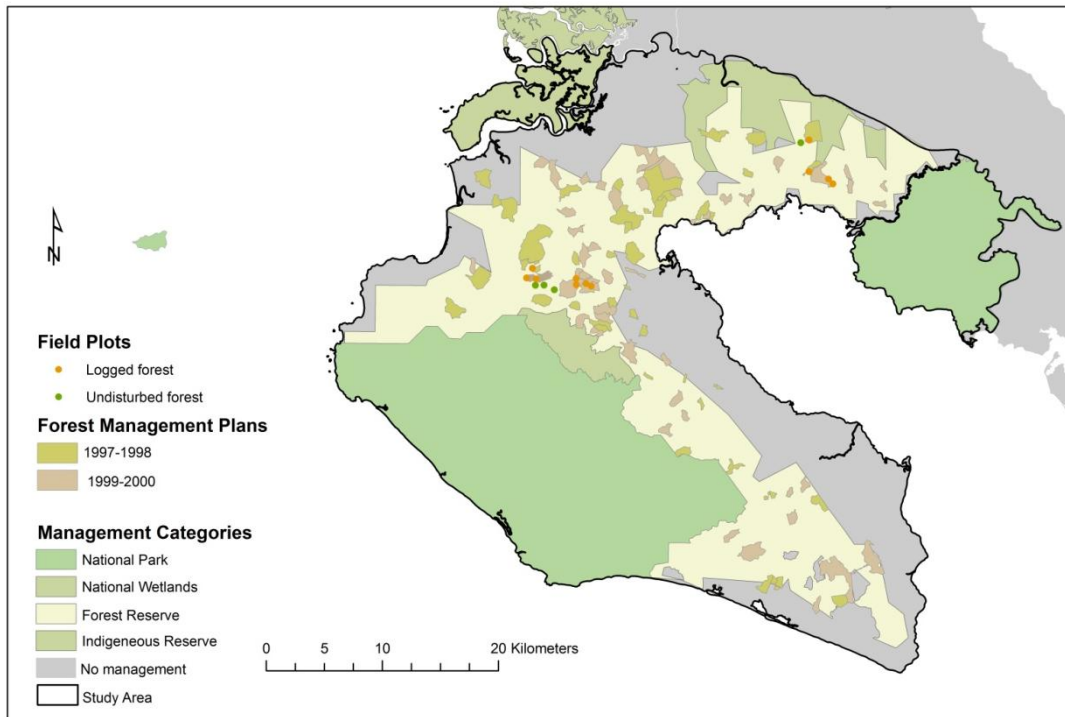 N
Field Plots
Logged forest
Undisturbed forest
Forest Management Plans
1997-1998
1999-2000
Management Categories
National Park
National Wetlands
Forest Reserve
Indigeneous Reserve
No management
Study Area
0 5 10 20 Kilometers